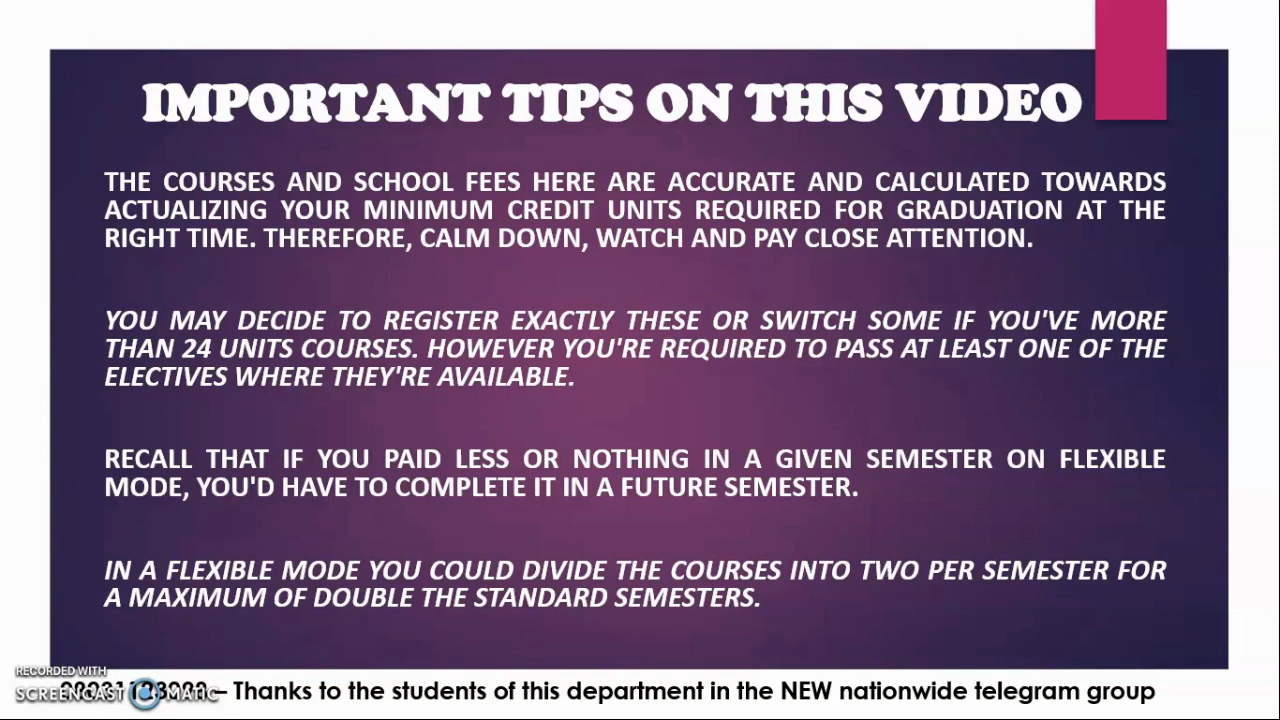 IMPORTANT TIPS ON THIS VIDEO
THE COURSES AND SCHOOL FEES HERE ARE ACCURATE AND CALCULATED TOWARDS
ACTUALIZING YOUR MINIMUM CREDIT UNITS REQUIRED FOR GRADUATION AT THE
RIGHT TIME. THEREFORE, CALM DOWN, WATCH AND PAY CLOSE ATTENTION.
YOU MAY DECIDE TO REGISTER EXACTLY THESE OR SWITCH SOME IF YOU'VE MORE
THAN 24 UNITS COURSES. HOWEVER YOU'RE REQUIRED TO PASS AT LEAST ONE OF THE
ELECTIVES WHERE THEY'RE AVAILABLE.
RECALL THAT IF YOU PAID LESS OR NOTHING IN A GIVEN SEMESTER ON FLEXIBLE
MODE, YOU'D HAVE TO COMPLETE IT IN A FUTURE SEMESTER.
IN A FLEXIBLE MODE YOU COULD DIVIDE THE COURSES INTO TWO PER SEMESTER FOR
A MAXIMUM OF DOUBLE THE STANDARD SEMESTERS.
RECORDED WITH
SCREENCAST MATIC
– Thanks to the students of this department in the NEW nationwide telegram group